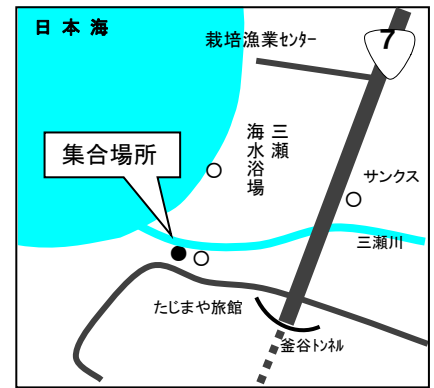 日本海
7
栽培漁業ｾﾝﾀｰ
三瀬
海水浴場
集合場所
サンクス
三瀬川
たじまや旅館
釜谷ﾄﾝﾈﾙ